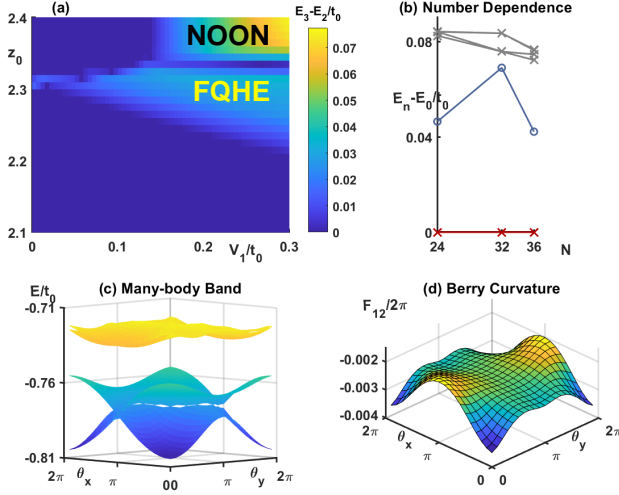 (a)
E3-E2/t0
2.4
z0
2.3
2.2
2.1
NOON
FQHE
0
0.1
0.2
0.3
V1/t0
0.07
0.06
0.05
0.04
0.03
0.02
0.01
0
(b) Number Dependence
0.08
En-E1/t0
0.04
0
24
32
36
N
(c) Many-body Band
E/t0
-0.71
-0.76
-0.81
2π
θx
π
00
π
θy
2π
(d) Berry Curvature
F12/2π
-0.002
-0.003
-0.004
2π
θx
π
0
0
π
θy
2π